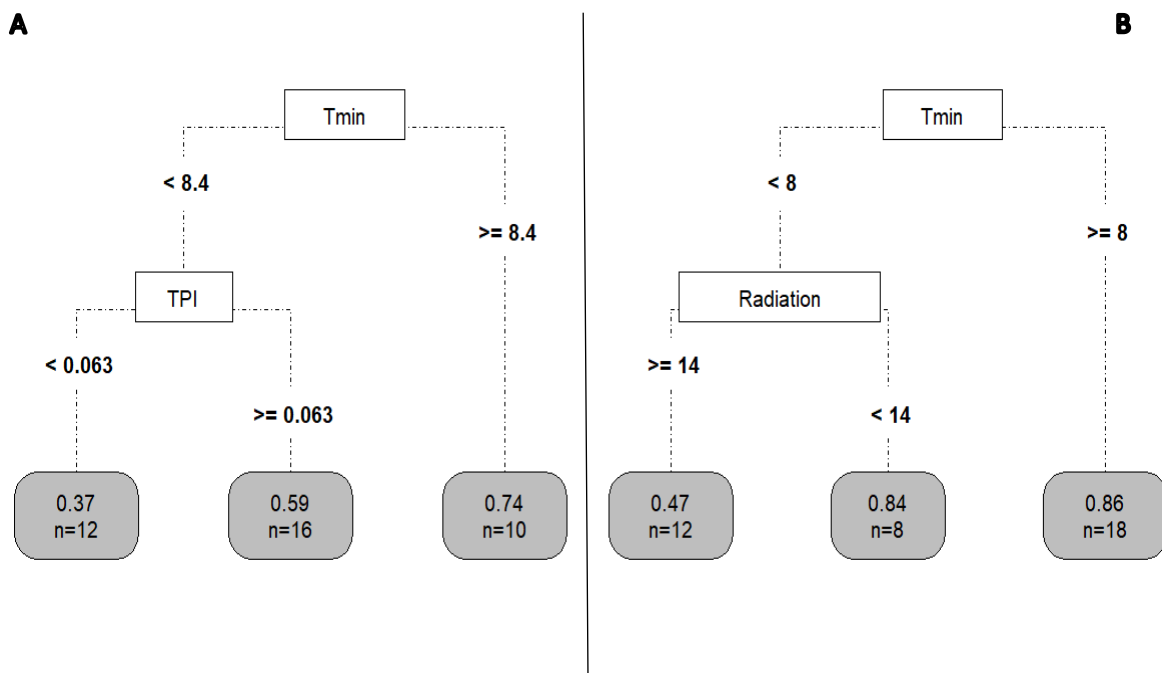 A
Tmin
< 8.4
>= 8.4
TPI
< 0.063
>= 0.063
0.37
n=12
0.59
n=16
0.74
n=10
B
Tmin
< 8
>= 8
Radiation
>= 14
< 14
0.47
n=12
0.84
n=8
0.86
n=18